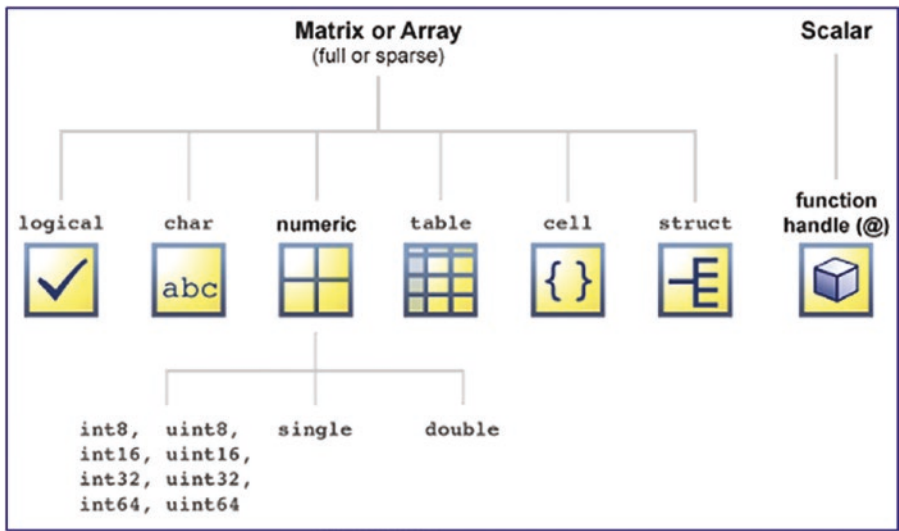 Matrix or Array
(full or sparse)
Scalar
logical
char
numeric
table
cell
struct
function
handle (@)
abc
{ }
int8, uint8,
int16, uint16,
int32, uint32,
int64, uint64
single
double